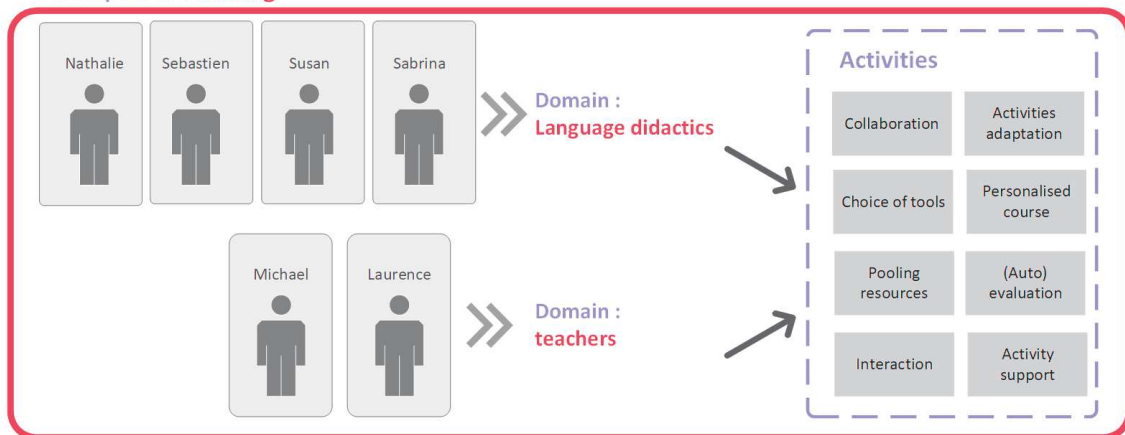 Nathalie
Sebastien
Susan
Sabrina
Domain :
Language didactics
Michael
Laurence
Domain :
teachers
Activities
Collaboration
Activities
adaptation
Choice of tools
Personalised
course
Pooling
resources
(Auto)
evaluation
Interaction
Activity
support